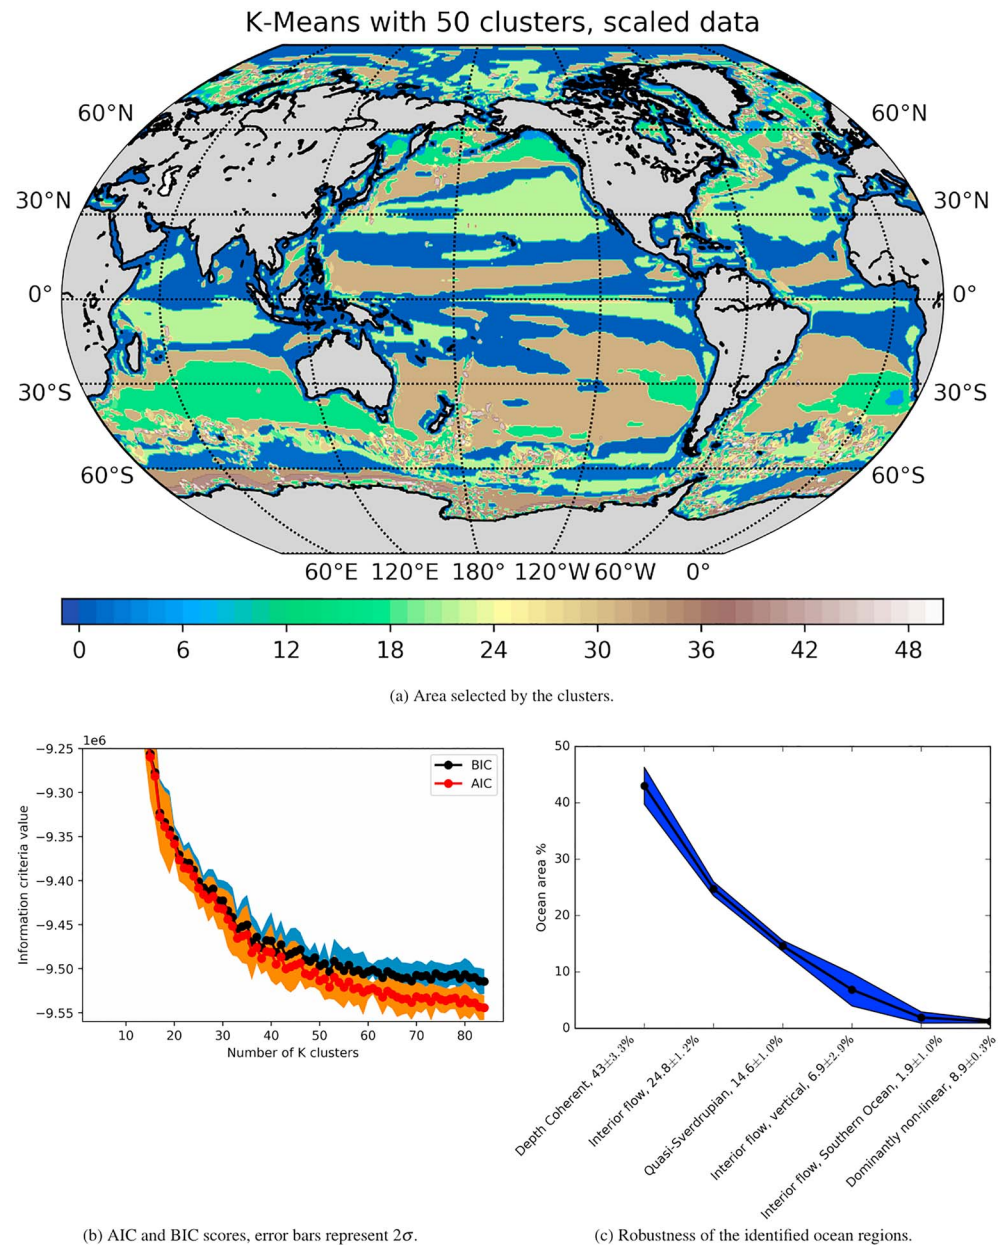 K-Means with 50 clusters, scaled data
60°N 60°N
30°N 30°N
0° 0°
30°S 30°S
60°S 60°S
60°E 120°E 180° 120°W 60°W 0°
0 6 12 18 24 30 36 42 48
(a) Area selected by the clusters.
1e6
−9.25
−9.30
−9.35
−9.40
−9.45
−9.50
−9.55
Information criteria value
BIC
AIC
10 20 30 40 50 60 70 80
Number of K clusters
(b) AIC and BIC scores, error bars represent 2σ.
50
40
30
20
10
0
Ocean area %
Depth Coherent, 43±3.3%
Interior flow, 24.8±1.2%
Quasi-Sverdrupian, 14.6±1.0%
Interior flow, vertical, 6.9±2.9%
Interior flow, Southern Ocean, 1.9±1.0%
Dominantly non-linear, 8.9±0.3%
(c) Robustness of the identified ocean regions.